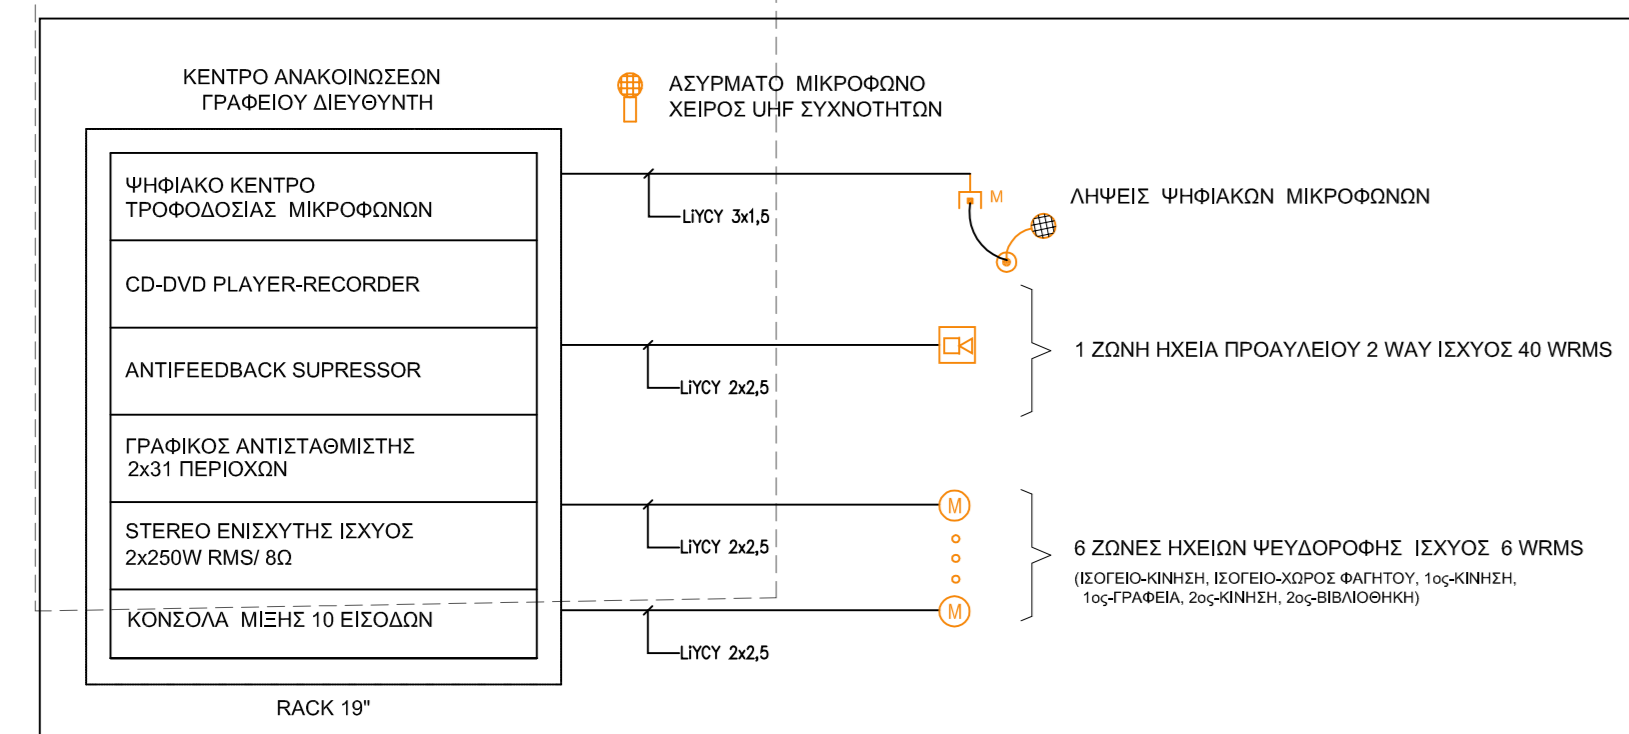 ΚΕΝΤΡΟ ΑΝΑΚΟΙΝΩΣΕΩΝ
ΓΡΑΦΕΙΟΥ ΔΙΕΥΘΥΝΤΗ
ΑΣΥΡΜΑΤΟ ΜΙΚΡΟΦΩΝΟ
ΧΕΙΡΟΣ UHF ΣΥΧΝΟΤΗΤΩΝ
ΨΗΦΙΑΚΟ ΚΕΝΤΡΟ
ΤΡΟΦΟΔΟΣΙΑΣ ΜΙΚΡΟΦΩΝΩΝ
LiYCY 3x1,5
M
ΛΗΨΕΙΣ ΨΗΦΙΑΚΩΝ ΜΙΚΡΟΦΩΝΩΝ
CD-DVD PLAYER-RECORDER
ANTIFEEDBACK SUPRESSOR
LiYCY 2x2,5
1 ΖΩΝΗ ΗΧΕΙΑ ΠΡΟΑΥΛΕΙΟΥ 2 WAY ΙΣΧΥΟΣ 40 WRMS
ΓΡΑΦΙΚΟΣ ΑΝΤΙΣΤΑΘΜΙΣΤΗΣ
2x31 ΠΕΡΙΟΧΩΝ
STEREO ΕΝΙΣΧΥΤΗΣ ΙΣΧΥΟΣ
2x250W RMS/ 8Ω
LiYCY 2x2,5
M
6 ΖΩΝΕΣ ΗΧΕΙΩΝ ΨΕΥΔΟΡΟΦΗΣ ΙΣΧΥΟΣ 6 WRMS
(ΙΣΟΓΕΙΟ-ΚΙΝΗΣΗ, ΙΣΟΓΕΙΟ-ΧΩΡΟΣ ΦΑΓΗΤΟΥ, 1ος-ΚΙΝΗΣΗ,
1ος-ΓΡΑΦΕΙΑ, 2ος-ΚΙΝΗΣΗ, 2ος-ΒΙΒΛΙΟΘΗΚΗ)
ΚΟΝΣΟΛΑ ΜΙΞΗΣ 10 ΕΙΣΟΔΩΝ
M
LiYCY 2x2,5
RACK 19"